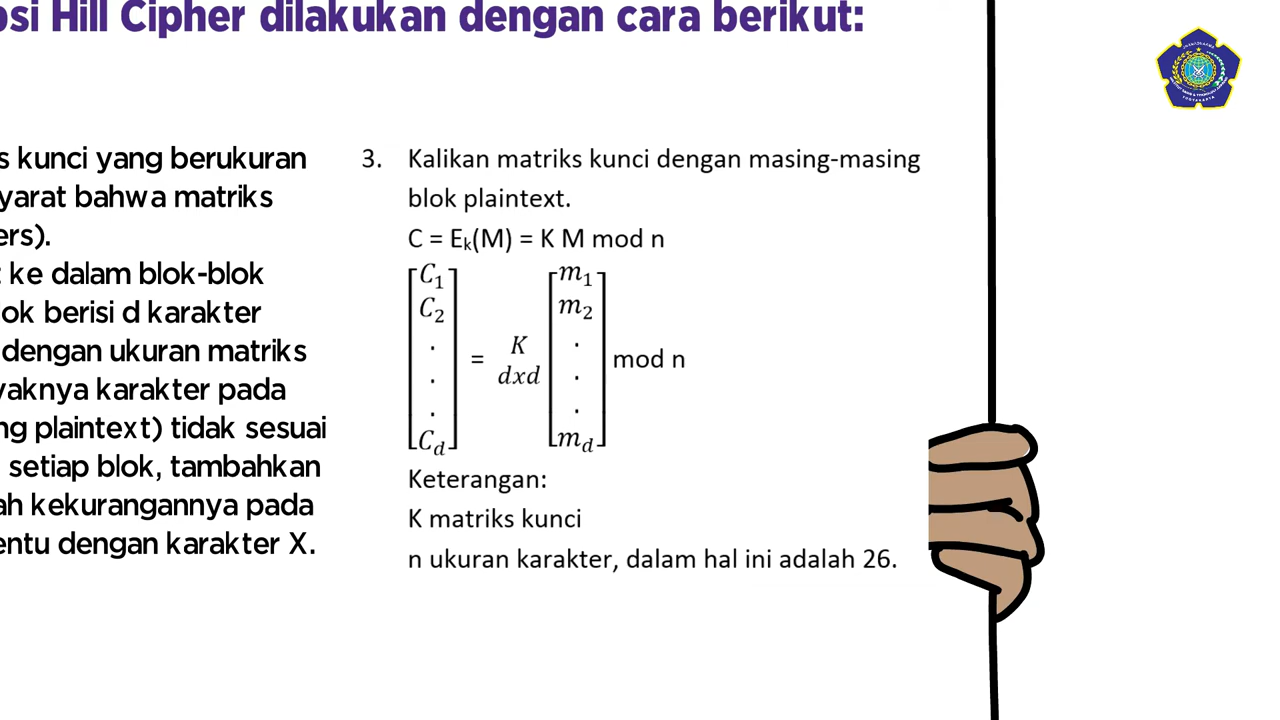 psi Hill Cipher dilakukan dengan cara berikut:
s kunci yang berukuran
yarat bahwa matriks
ers).
ke dalam blok-blok
ok berisi d karakter
dengan ukuran matriks
yaknya karakter pada
ng plaintext) tidak sesuai
setiap blok, tambahkan
ah kekurangannya pada
entu dengan karakter X.
3. Kalikan matriks kunci dengan masing-masing
blok plaintext.
C = Eₖ(M) = K M mod n
[C₁ C₂ . . . C_d] = K dxd [m₁ m₂ . . . m_d] mod n
Keterangan:
K matriks kunci
n ukuran karakter, dalam hal ini adalah 26.